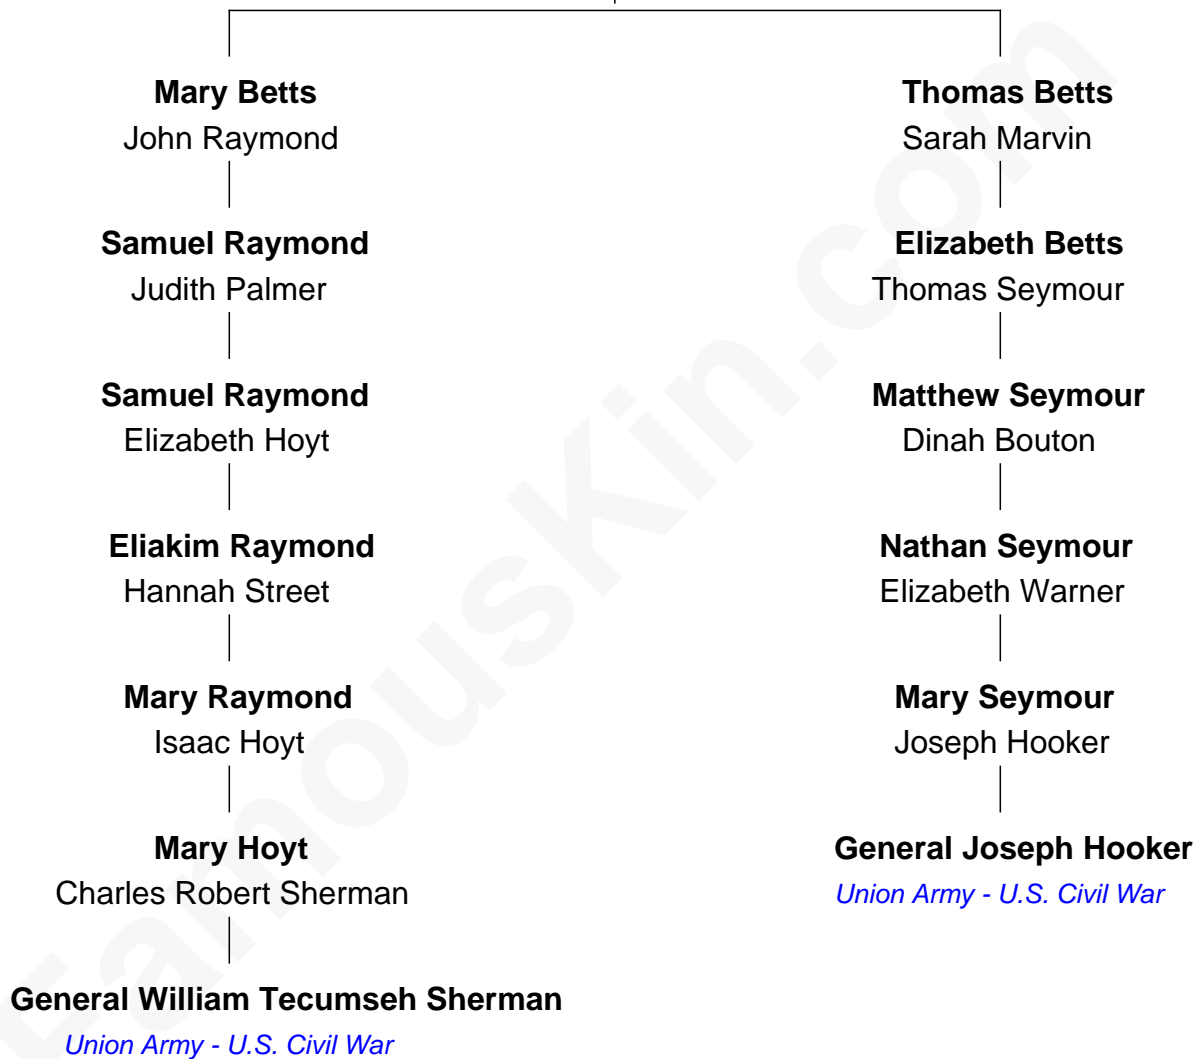 Mary Betts
John Raymond
Samuel Raymond
Judith Palmer
Samuel Raymond
Elizabeth Hoyt
Eliakim Raymond
Hannah Street
Mary Raymond
Isaac Hoyt
Mary Hoyt
Charles Robert Sherman
General William Tecumseh Sherman
Union Army - U.S. Civil War
Thomas Betts
Sarah Marvin
Elizabeth Betts
Thomas Seymour
Matthew Seymour
Dinah Bouton
Nathan Seymour
Elizabeth Warner
Mary Seymour
Joseph Hooker
General Joseph Hooker
Union Army - U.S. Civil War
FamousKin.com